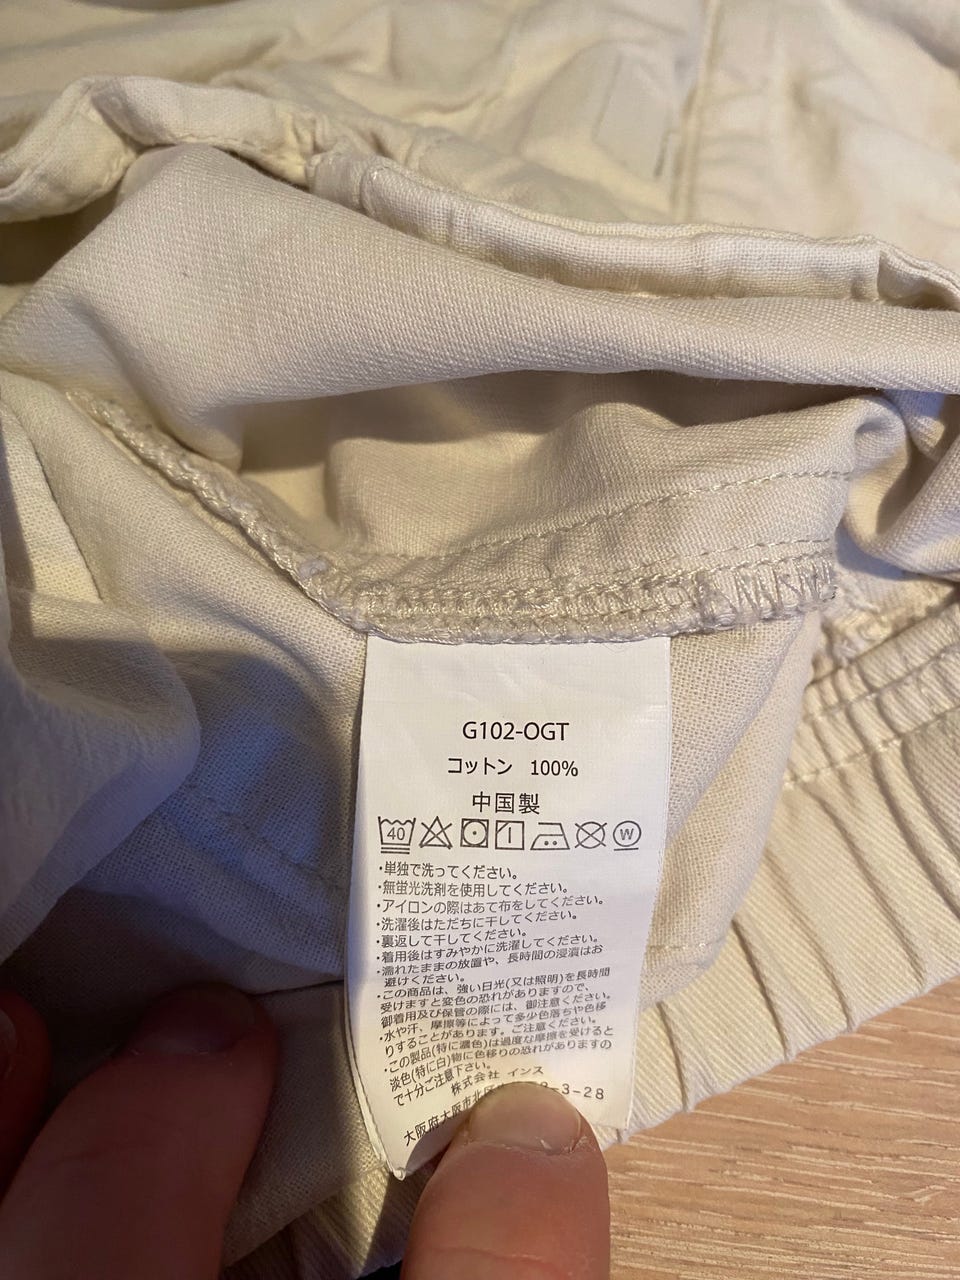 G102-OGT
コットン 100%
中国製
40 W
・単独で洗ってください。
・無蛍光洗剤を使用してください。
・アイロンの際はあて布をしてください。
・洗濯後はただちに干してください。
・裏返して干してください。
・着用後はすみやかに洗濯してください。
・濡れたままの放置や、長時間の浸漬はお
避けください。
・この商品は、強い日光(又は照明)を長時間
受けますと変色の恐れがありますので、
御着用及び保管の際には、御注意ください。
・水や汗、摩擦等によって多少色落ちや色移
りすることがあります。ご注意ください。
・この製品(特に濃色)は過度な摩擦を受けると
淡色(特に白)物に色移りの恐れがありますの
で十分ご注意下さい。
株式会社 インス
大阪府大阪市北区 -3-28